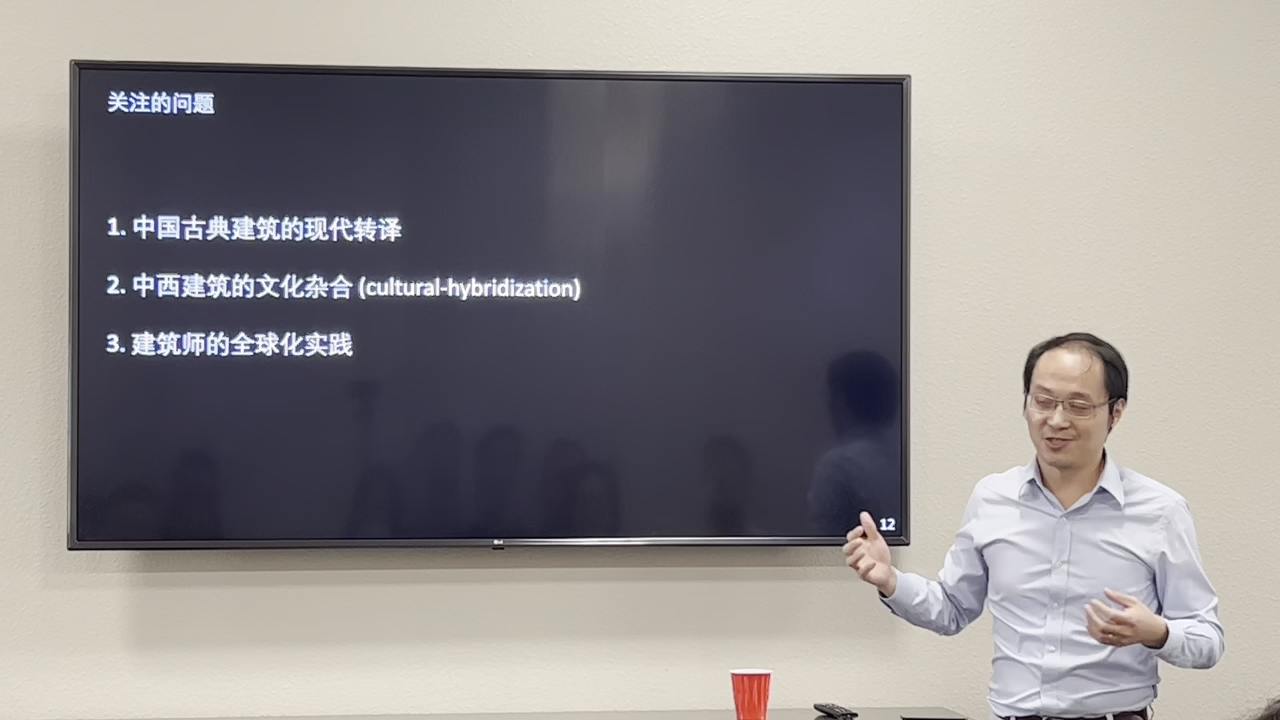 关注的问题
1. 中国古典建筑的现代转译
2. 中西建筑的文化杂合 (cultural-hybridization)
3. 建筑师的全球化实践
12